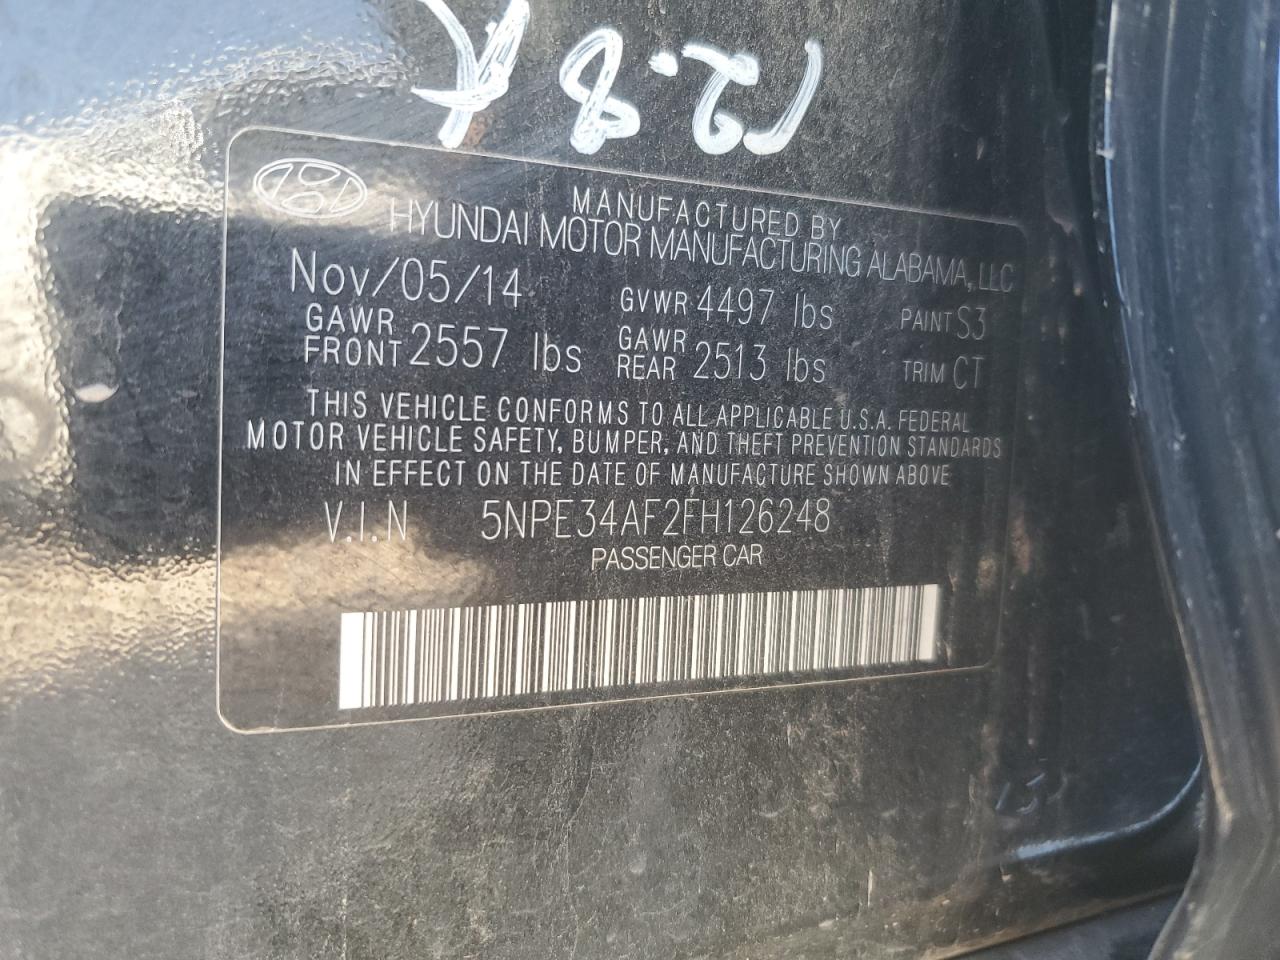 MANUFACTURED BY
HYUNDAI MOTOR MANUFACTURING ALABAMA, LLC
Nov/05/14 GVWR 4497 lbs PAINT S3
GAWR FRONT 2557 lbs GAWR REAR 2513 lbs TRIM CT
THIS VEHICLE CONFORMS TO ALL APPLICABLE U.S.A. FEDERAL
MOTOR VEHICLE SAFETY, BUMPER, AND THEFT PREVENTION STANDARDS
IN EFFECT ON THE DATE OF MANUFACTURE SHOWN ABOVE
V.I.N 5NPE34AF2FH126248
PASSENGER CAR